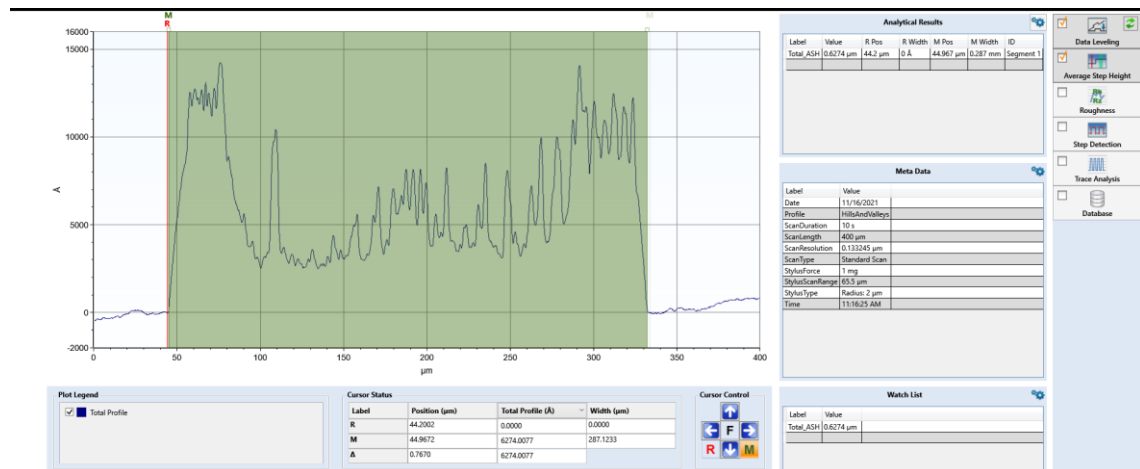 M
R
M
16000
15000
10000
5000
0
-2000
Å
0 50 100 150 200 250 300 350 400
µm
Analytical Results
Label Value R Pos R Width M Pos M Width ID
Total_ASH 0.6274 µm 44.2 µm 0 Å 44.967 µm 0.287 mm Segment 1
Meta Data
Label Value
Date 11/16/2021
Profile HillsAndValleys
ScanDuration 10 s
ScanLength 400 µm
ScanResolution 0.133245 µm
ScanType Standard Scan
StylusForce 1 mg
StylusScanRange 65.5 µm
StylusType Radius: 2 µm
Time 11:16:25 AM
Data Leveling
Average Step Height
Roughness
Step Detection
Trace Analysis
Database
Plot Legend
Total Profile
Cursor Status
Label Position (µm) Total Profile (Å) Width (µm)
R 44.2002 0.0000 0.0000
M 44.9672 6274.0077 287.1233
Δ 0.7670 6274.0077
Cursor Control
F
R M
Watch List
Label Value
Total_ASH 0.6274 µm